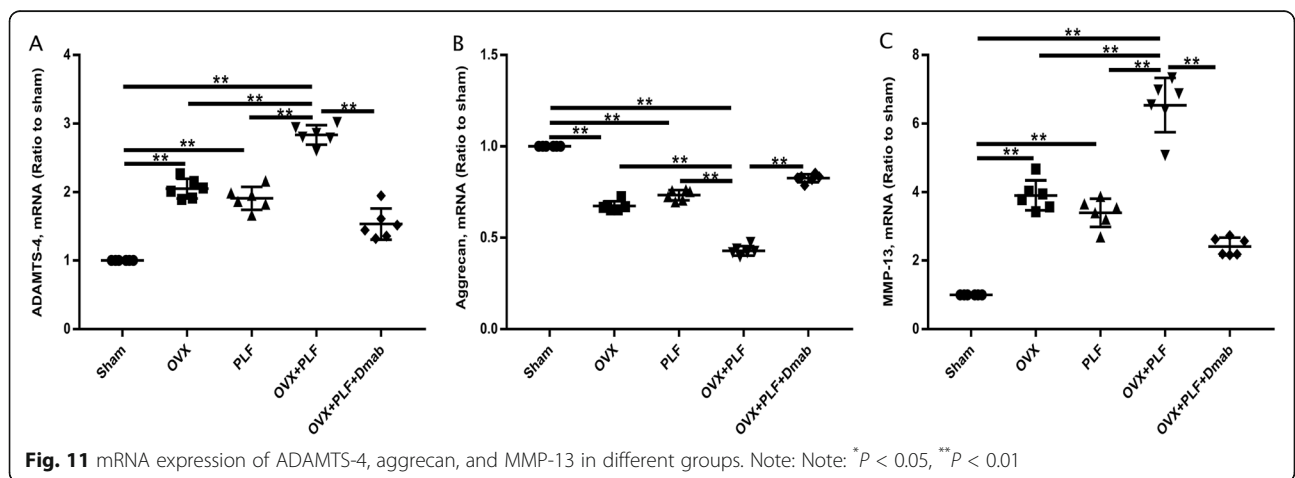 A
ADAMTS-4, mRNA (Ratio to sham)
4
3
2
1
0
**
**
**
**
**
**
Sham
OVX
PLF
OVX+PLF
OVX+PLF+Dmab
B
Aggrecan, mRNA (Ratio to sham)
1.5
1.0
0.5
0.0
**
**
**
**
**
**
Sham
OVX
PLF
OVX+PLF
OVX+PLF+Dmab
C
MMP-13, mRNA (Ratio to sham)
8
6
4
2
0
**
**
**
**
**
**
Sham
OVX
PLF
OVX+PLF
OVX+PLF+Dmab
Fig. 11 mRNA expression of ADAMTS-4, aggrecan, and MMP-13 in different groups. Note: Note: *P < 0.05, **P < 0.01